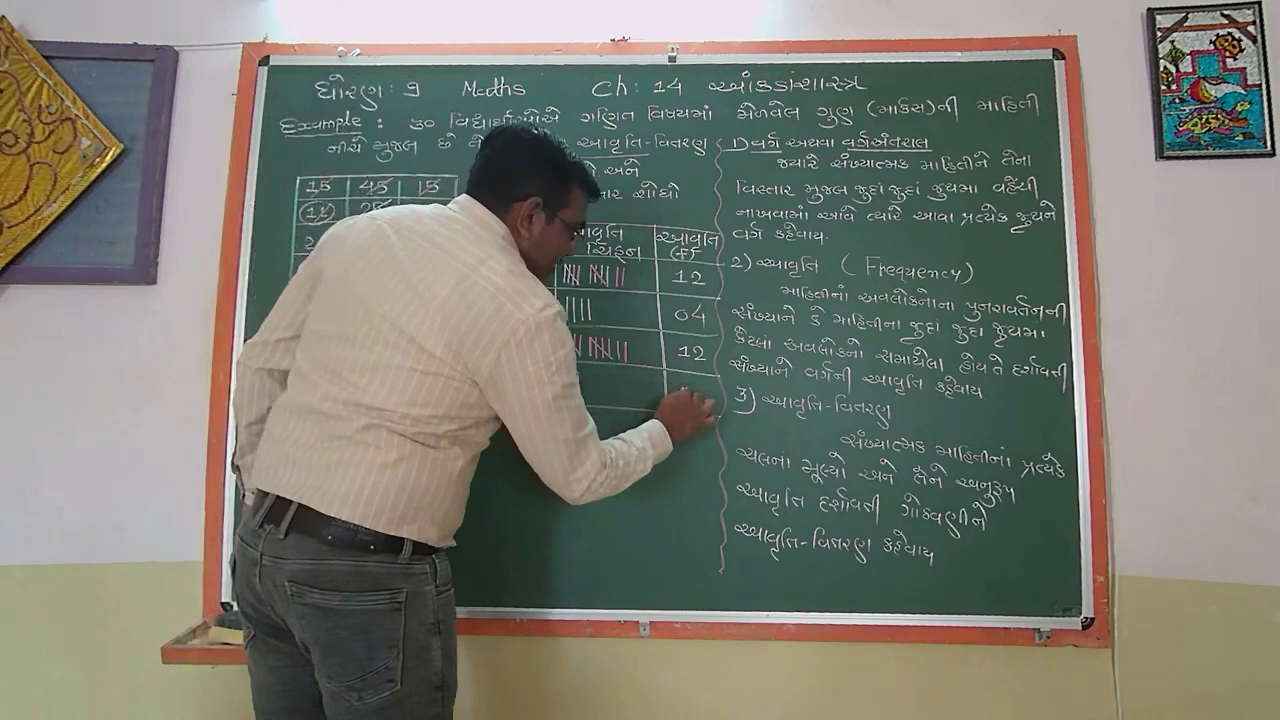 ધોરણ : 9 Maths Ch : 14 આંકડાશાસ્ત્ર
Example : ૩૦ વિદ્યાર્થીઓએ ગણિત વિષયમાં મેળવેલ ગુણ (માર્કસ)ની માહિતી
નીચે મુજબ છે આવૃત્તિ-વિતરણ
અને
શોધો
15 45 15
આવૃતિ
(f)
ચિહ્ન
12
04
12
1) વર્ગ અથવા વર્ગઅંતરાલ
જ્યારે સંખ્યાત્મક માહિતીને તેના
વિસ્તાર મુજબ જુદાં જુદાં જુથમા વહેંચી
નાખવામાં આવે ત્યારે આવા પ્રત્યેક જુથને
વર્ગ કહેવાય.
2) આવૃતિ ( Frequency)
માહિતીનાં અવલોકનોના પુનરાવર્તનની
સંખ્યાને કે માહિતીના જુદાં જુદા જુથમા
કેટલા અવલોકનો સમાયેલા હોય તે દર્શાવતી
સંખ્યાને વર્ગની આવૃતિ કહેવાય
3) આવૃતિ-વિતરણ
સંખ્યાત્મક માહિતીનાં પ્રત્યેક
ચલનાં મૂલ્યો અને તેને અનુરૂપ
આવૃતિ દર્શાવતી ગોઠવણીને
આવૃતિ-વિતરણ કહેવાય